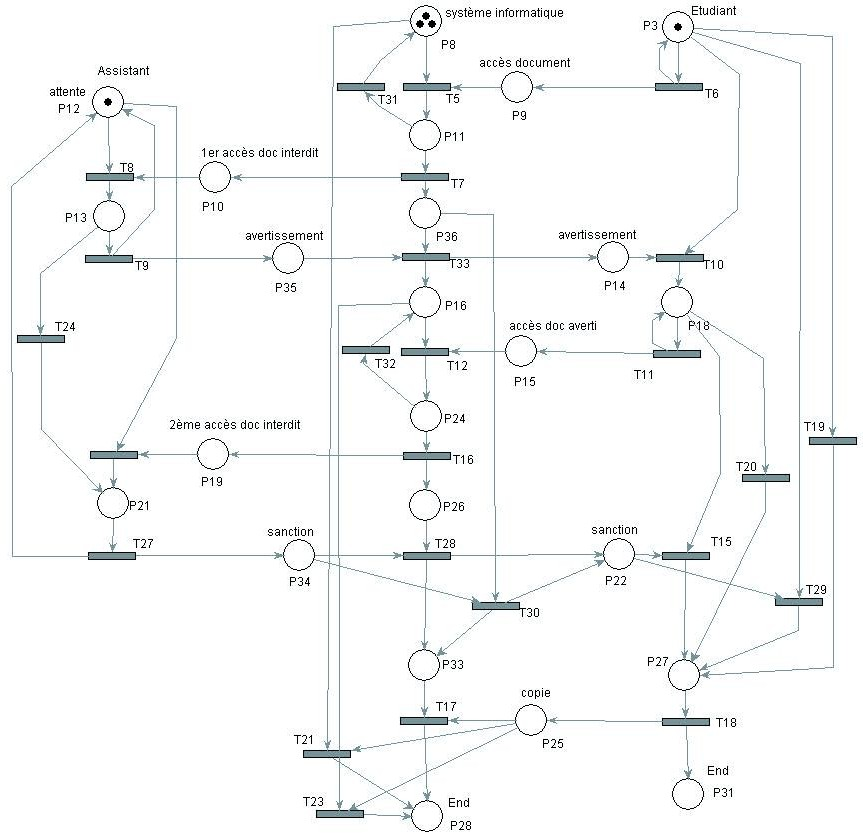 système informatique
Etudiant
P3
P8
Assistant
accès document
attente
P12
T31
T5
P9
T6
P11
1er accès doc interdit
T8
T7
P10
P13
P36
avertissement
avertissement
T9
P35
T33
P14
T10
P16
T24
accès doc averti
P18
T32
T12
P15
T11
P24
2ème accès doc interdit
T19
T16
P19
T20
P21
P26
sanction
sanction
T27
T28
T15
P34
P22
T29
T30
P33
P27
copie
T17
T18
T21
P25
End
P31
T23
End
P28